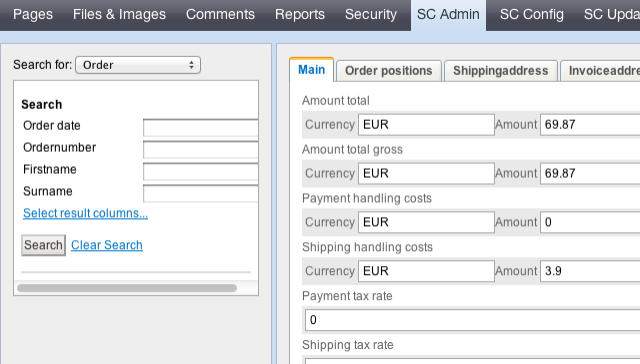 Pages Files & Images Comments Reports Security SC Admin SC Config SC Upda
Search for: Order
Search
Order date
Ordernumber
Firstname
Surname
Select result columns...
Search Clear Search
Main Order positions Shippingaddress Invoiceaddre
Amount total
Currency EUR Amount 69.87
Amount total gross
Currency EUR Amount 69.87
Payment handling costs
Currency EUR Amount 0
Shipping handling costs
Currency EUR Amount 3.9
Payment tax rate
0
Shipping tax rate